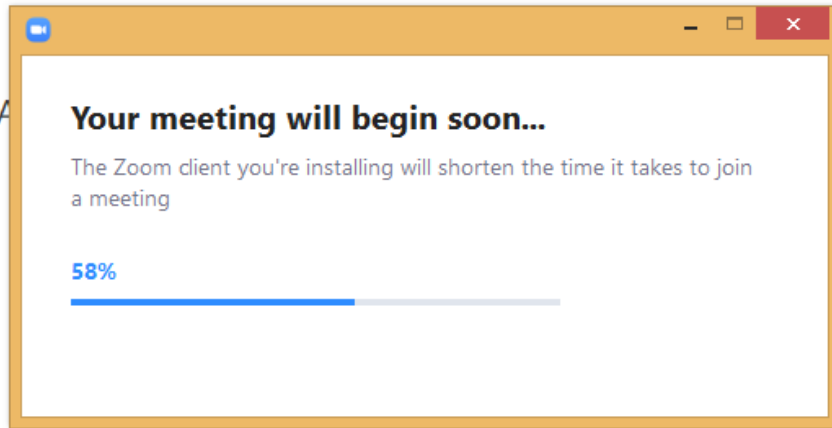 Your meeting will begin soon...
The Zoom client you're installing will shorten the time it takes to join
a meeting
58%